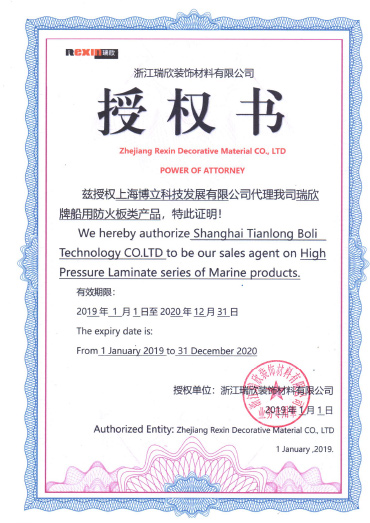 Rexin瑞欣
浙江瑞欣装饰材料有限公司
授权书
Zhejiang Rexin Decorative Material CO., LTD
POWER OF ATTORNEY
兹授权上海博立科技发展有限公司代理我司瑞欣
牌船用防火板类产品，特此证明！
We hereby authorize Shanghai Tianlong Boli
Technology CO.LTD to be our sales agent on High
Pressure Laminate series of Marine products.
有效期限：
2019 年 1 月 1 日至 2020 年 12 月 31 日
The expiry date is:
From 1 January 2019 to 31 December 2020
授权单位：浙江瑞欣装饰材料有限公司
2019 年 1 月 1 日
Authorized Entity: Zhejiang Rexin Decorative Material CO., LTD
1 January ,2019.